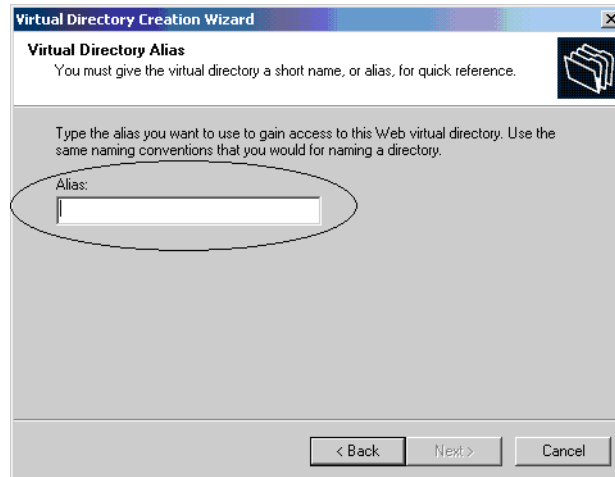 Virtual Directory Creation Wizard
Virtual Directory Alias
You must give the virtual directory a short name, or alias, for quick reference.
Type the alias you want to use to gain access to this Web virtual directory. Use the
same naming conventions that you would for naming a directory.
Alias:
< Back Next > Cancel